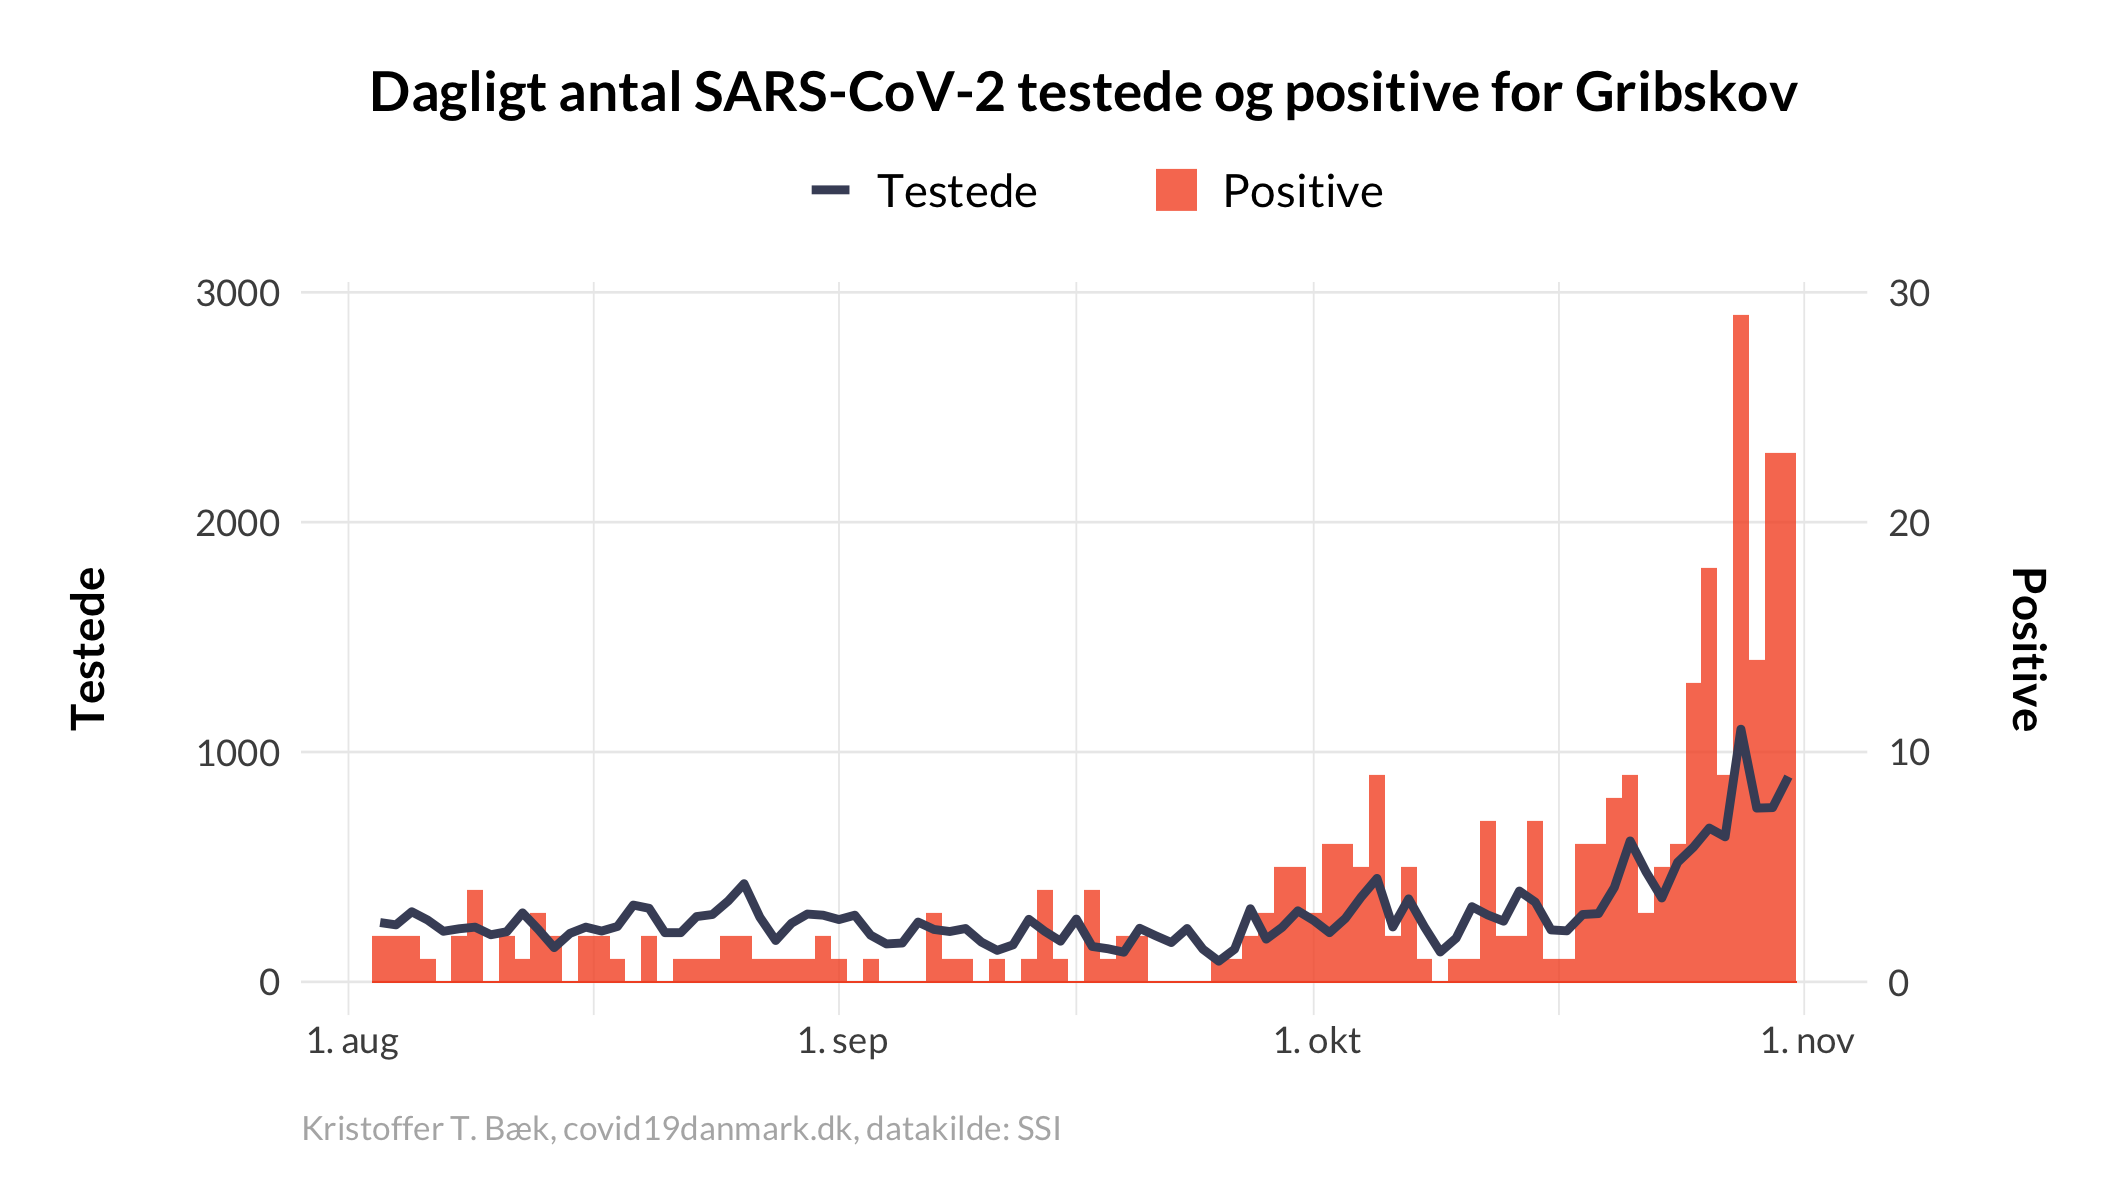 Dagligt antal SARS-CoV-2 testede og positive for Gribskov
Testede
Positive
3000
2000
1000
0
30
20
10
0
Testede
Positive
1. aug
1. sep
1. okt
1. nov
Kristoffer T. Bæk, covid19danmark.dk, datakilde: SSI